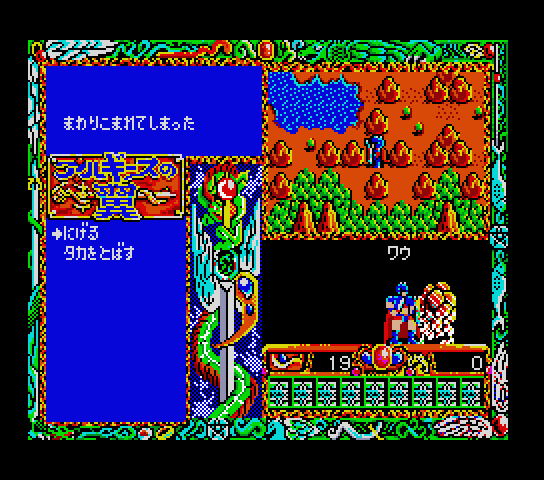 まわりこまれてしまった
アルギースの
翼
➔にげる
タカをとばす
ワウ
19
0